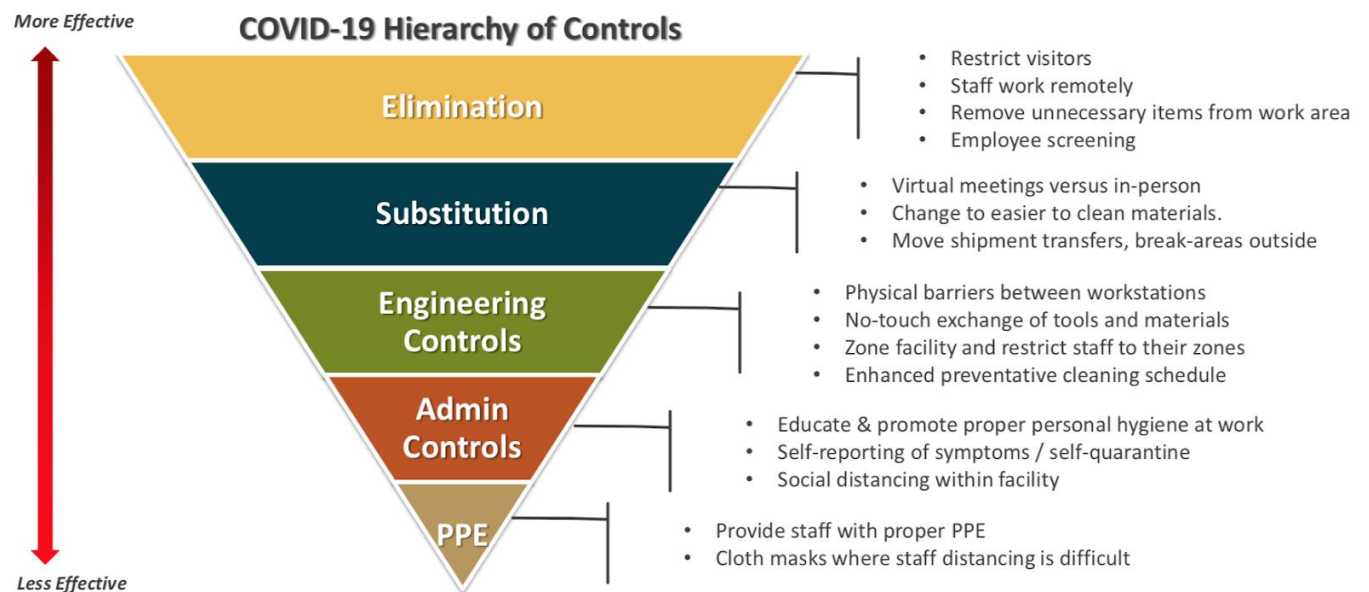 More Effective
COVID-19 Hierarchy of Controls
Elimination
• Restrict visitors
• Staff work remotely
• Remove unnecessary items from work area
• Employee screening
Substitution
• Virtual meetings versus in-person
• Change to easier to clean materials.
• Move shipment transfers, break-areas outside
Engineering
Controls
• Physical barriers between workstations
• No-touch exchange of tools and materials
• Zone facility and restrict staff to their zones
• Enhanced preventative cleaning schedule
Admin
Controls
• Educate & promote proper personal hygiene at work
• Self-reporting of symptoms / self-quarantine
• Social distancing within facility
PPE
• Provide staff with proper PPE
• Cloth masks where staff distancing is difficult
Less Effective